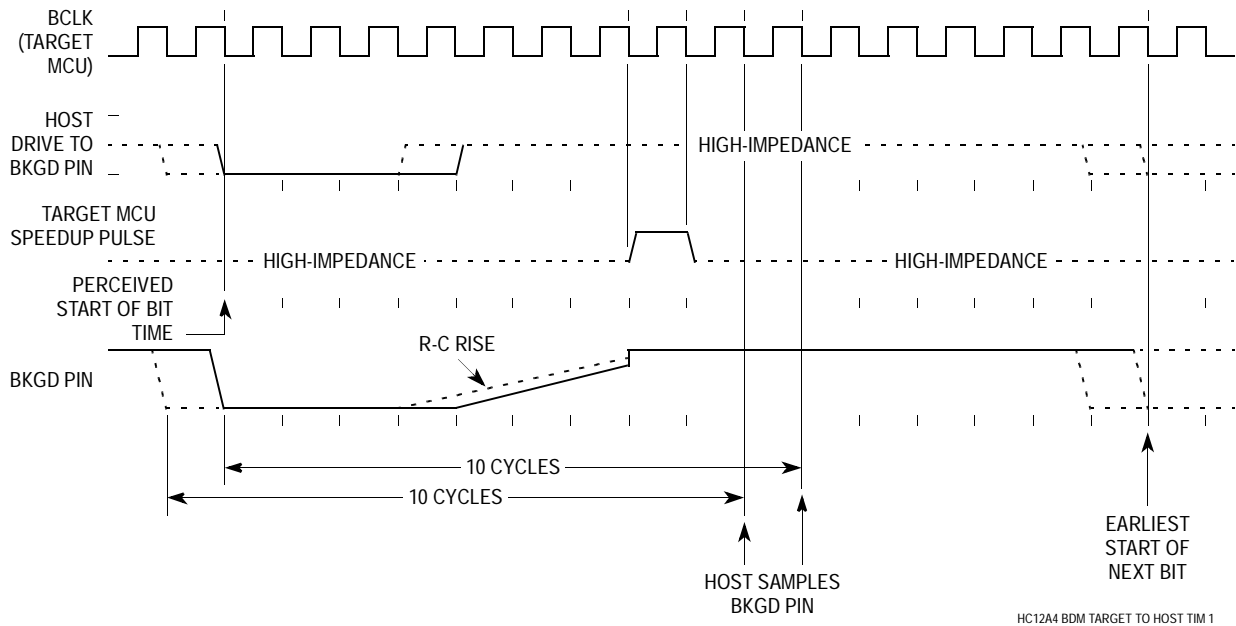 BCLK
(TARGET
MCU)
HOST
DRIVE TO
BKGD PIN
HIGH-IMPEDANCE
TARGET MCU
SPEEDUP PULSE
HIGH-IMPEDANCE
HIGH-IMPEDANCE
PERCEIVED
START OF BIT
TIME
R-C RISE
BKGD PIN
10 CYCLES
10 CYCLES
HOST SAMPLES
BKGD PIN
EARLIEST
START OF
NEXT BIT
HC12A4 BDM TARGET TO HOST TIM 1